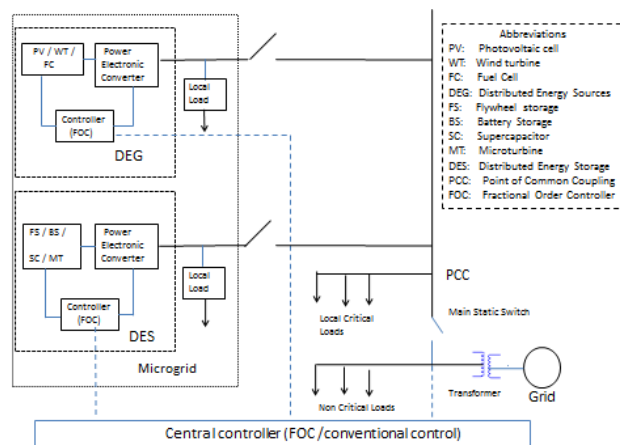 PV / WT /
FC
Power
Electronic
Converter
Controller
(FOC)
DEG
Local
Load
FS / BS /
SC / MT
Power
Electronic
Converter
Controller
(FOC)
DES
Local
Load
Microgrid
Abbreviations
PV: Photovoltaic cell
WT: Wind turbine
FC: Fuel Cell
DEG: Distributed Energy Sources
FS: Flywheel storage
BS: Battery Storage
SC: Supercapacitor
MT: Microturbine
DES: Distributed Energy Storage
PCC: Point of Common Coupling
FOC: Fractional Order Controller
PCC
Local Critical
Loads
Main Static Switch
Non Critical Loads
Transformer
Grid
Central controller (FOC /conventional control)